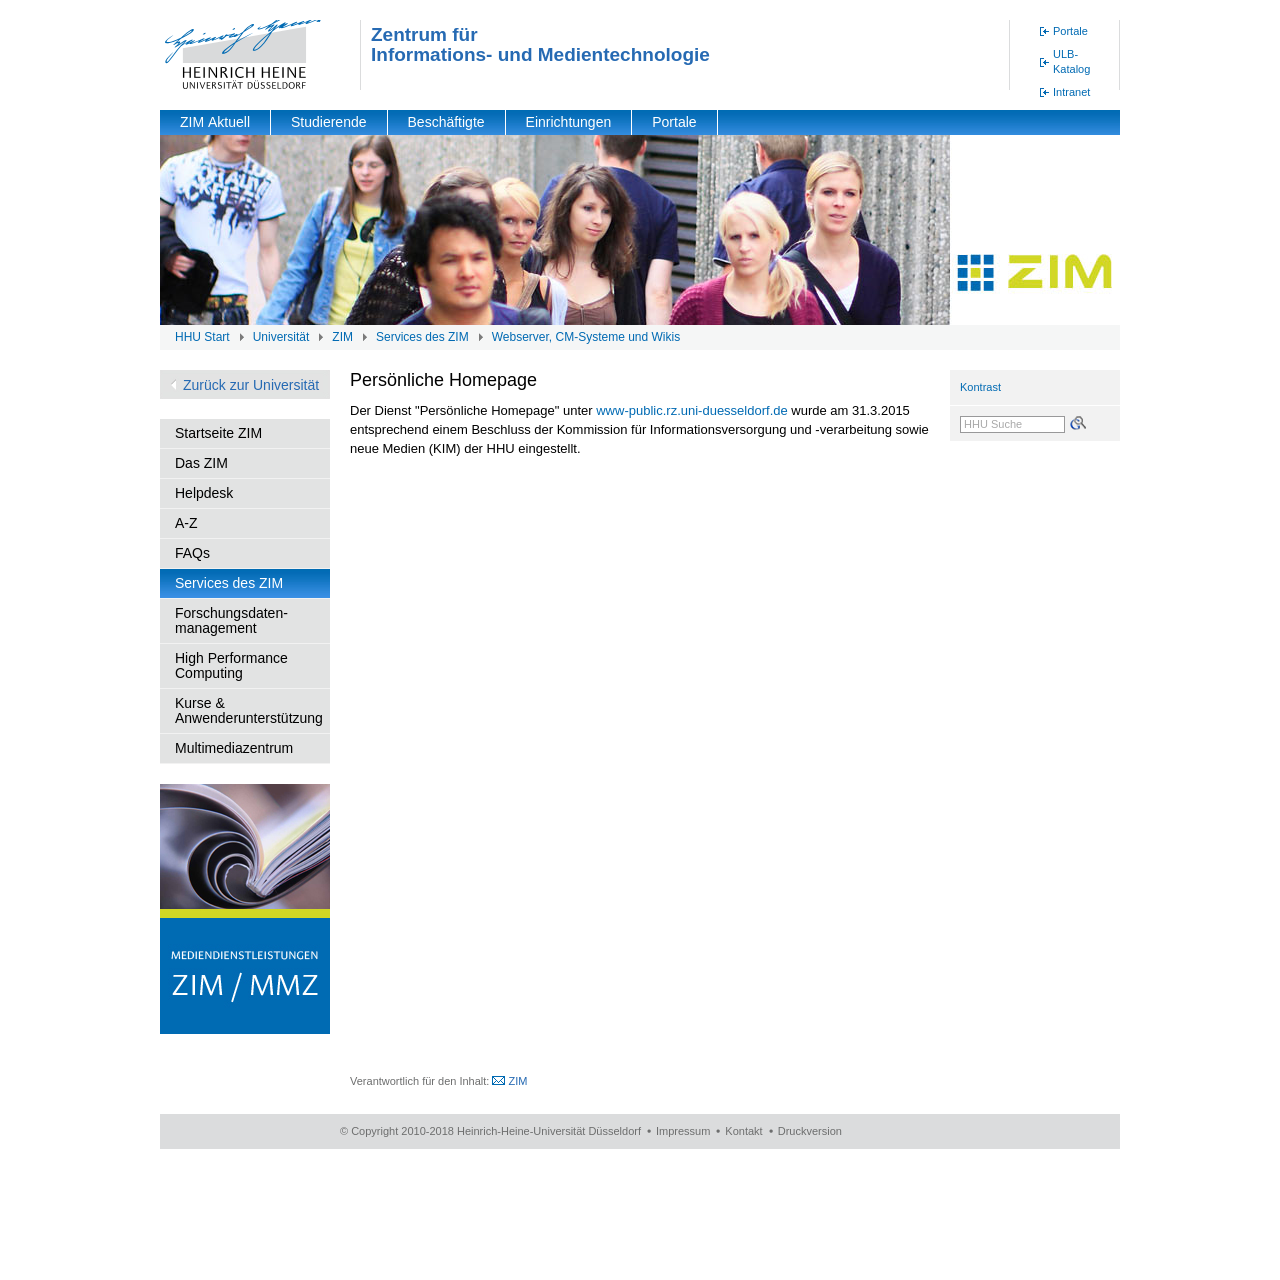 HEINRICH HEINE
UNIVERSITÄT DÜSSELDORF
Zentrum für
Informations- und Medientechnologie
Portale
ULB-
Katalog
Intranet
ZIM Aktuell
Studierende
Beschäftigte
Einrichtungen
Portale
ZIM
HHU Start
Universität
ZIM
Services des ZIM
Webserver, CM-Systeme und Wikis
Zurück zur Universität
Startseite ZIM
Das ZIM
Helpdesk
A-Z
FAQs
Services des ZIM
Forschungsdaten-
management
High Performance
Computing
Kurse &
Anwenderunterstützung
Multimediazentrum
MEDIENDIENSTLEISTUNGEN
ZIM / MMZ
Persönliche Homepage
Der Dienst "Persönliche Homepage" unter www-public.rz.uni-duesseldorf.de wurde am 31.3.2015
entsprechend einem Beschluss der Kommission für Informationsversorgung und -verarbeitung sowie
neue Medien (KIM) der HHU eingestellt.
Kontrast
HHU Suche
Verantwortlich für den Inhalt: ZIM
© Copyright 2010-2018 Heinrich-Heine-Universität Düsseldorf • Impressum • Kontakt • Druckversion